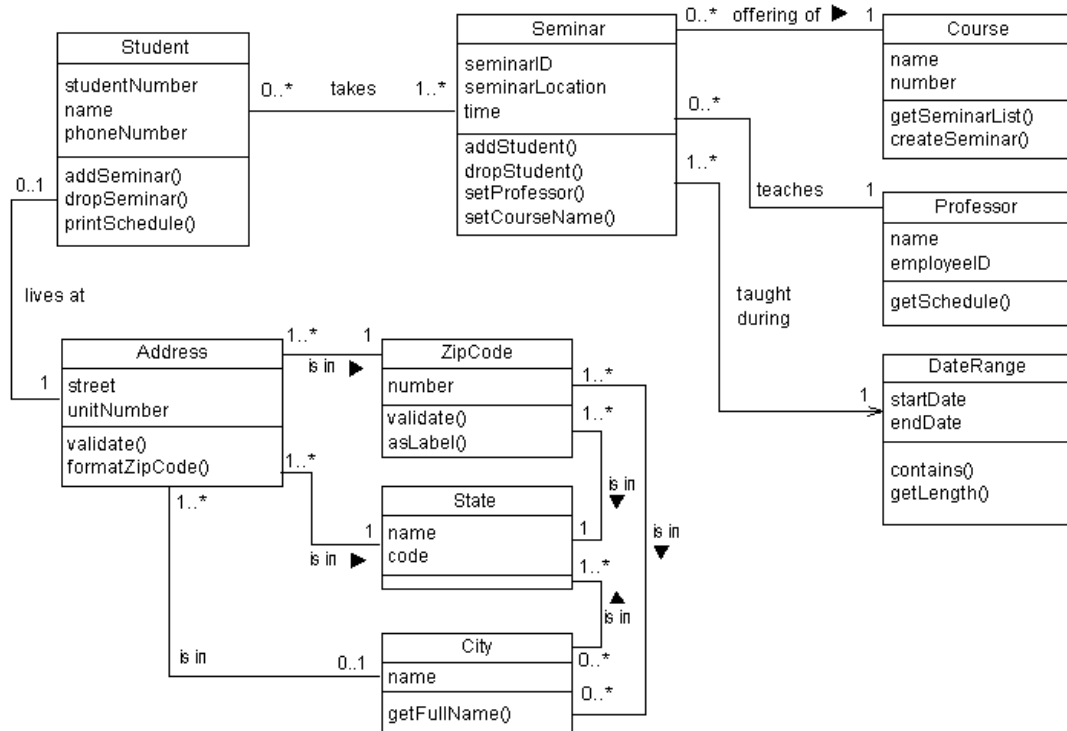 Student
studentNumber
name
phoneNumber
addSeminar()
dropSeminar()
printSchedule()
0..*
takes
1..*
Seminar
seminarID
seminarLocation
time
addStudent()
dropStudent()
setProfessor()
setCourseName()
0..*
offering of
1
Course
name
number
getSeminarList()
createSeminar()
0..*
teaches
1
Professor
name
employeeID
getSchedule()
1..*
taught
during
1
DateRange
startDate
endDate
contains()
getLength()
0..1
lives at
1
Address
street
unitNumber
validate()
formatZipCode()
1..*
is in
1
ZipCode
number
validate()
asLabel()
1..*
is in
1
State
name
code
1..*
is in
1
1..*
is in
0..*
1..*
is in
0..*
1..*
is in
0..1
City
name
getFullName()